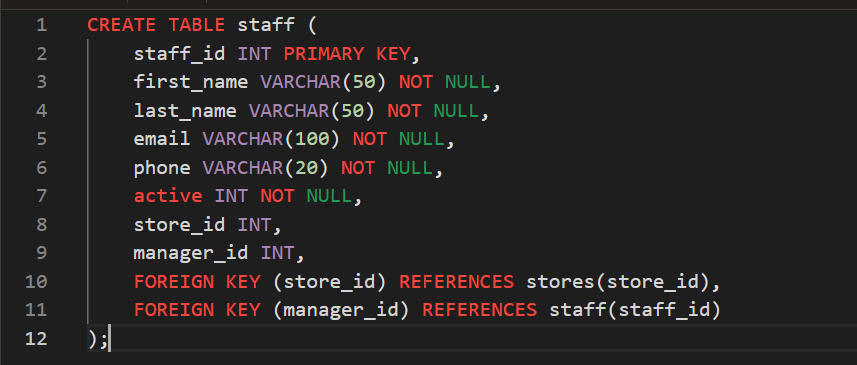 1 CREATE TABLE staff (
2 staff_id INT PRIMARY KEY,
3 first_name VARCHAR(50) NOT NULL,
4 last_name VARCHAR(50) NOT NULL,
5 email VARCHAR(100) NOT NULL,
6 phone VARCHAR(20) NOT NULL,
7 active INT NOT NULL,
8 store_id INT,
9 manager_id INT,
10 FOREIGN KEY (store_id) REFERENCES stores(store_id),
11 FOREIGN KEY (manager_id) REFERENCES staff(staff_id)
12 );